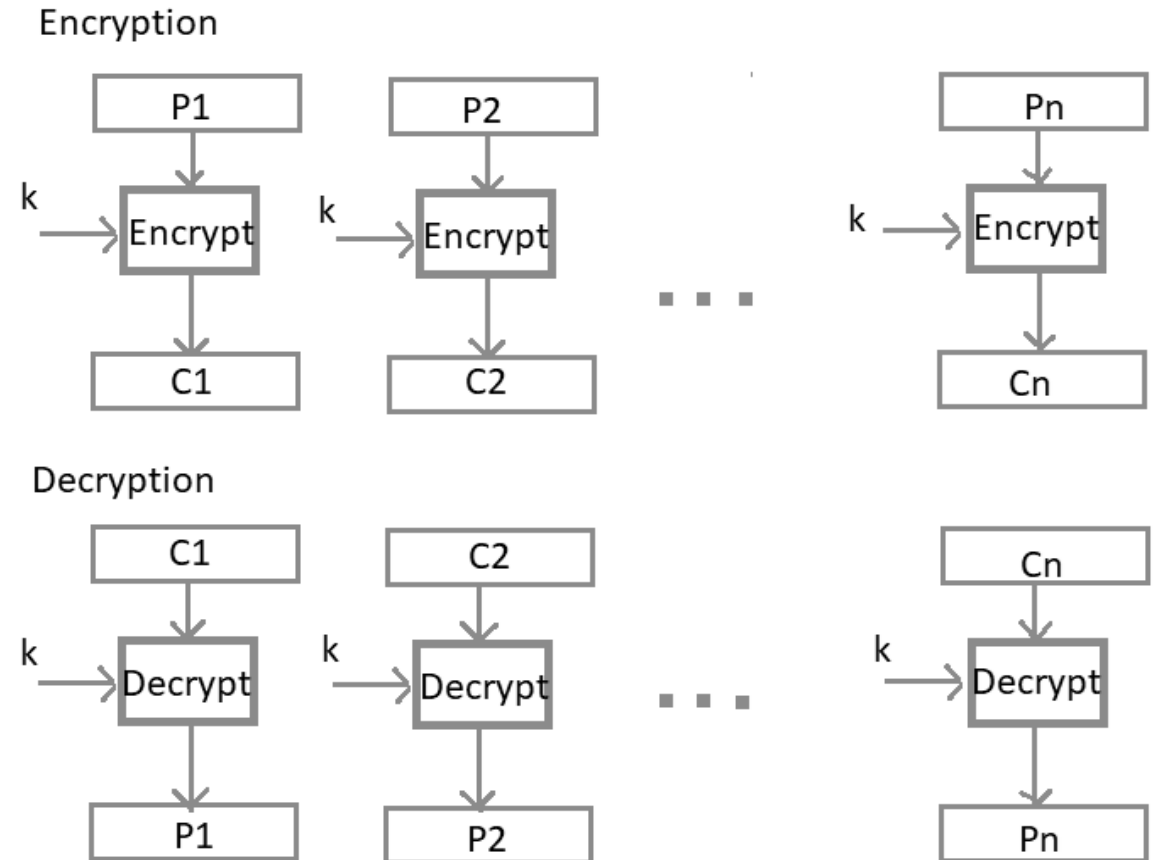 Encryption
P1 P2 Pn
k k k
Encrypt Encrypt Encrypt
C1 C2 Cn
Decryption
C1 C2 Cn
k k k
Decrypt Decrypt Decrypt
P1 P2 Pn